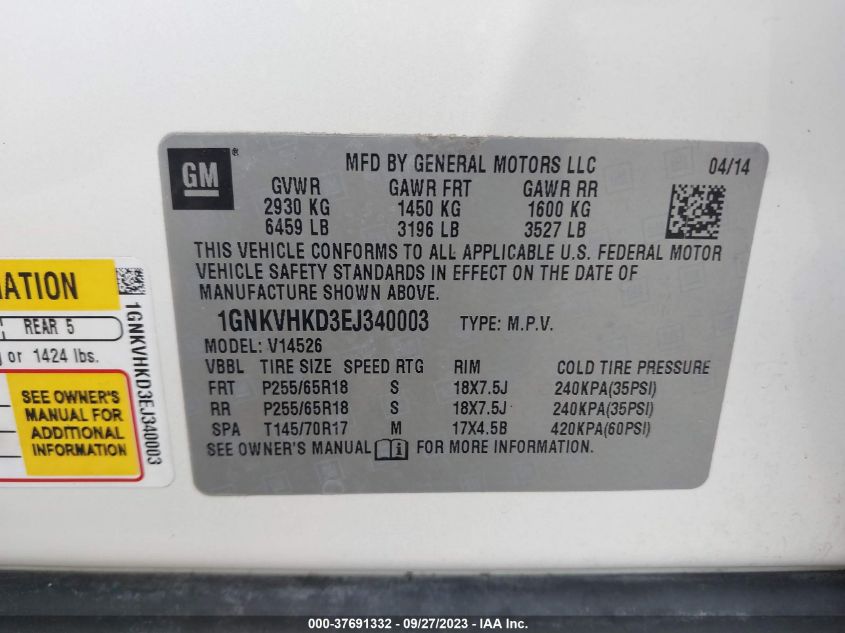 GM
®
MFD BY GENERAL MOTORS LLC 04/14
GVWR GAWR FRT GAWR RR
2930 KG 1450 KG 1600 KG
6459 LB 3196 LB 3527 LB
THIS VEHICLE CONFORMS TO ALL APPLICABLE U.S. FEDERAL MOTOR
VEHICLE SAFETY STANDARDS IN EFFECT ON THE DATE OF
MANUFACTURE SHOWN ABOVE.
1GNKVHKD3EJ340003 TYPE: M.P.V.
MODEL: V14526
VBBL TIRE SIZE SPEED RTG RIM COLD TIRE PRESSURE
FRT P255/65R18 S 18X7.5J 240KPA(35PSI)
RR P255/65R18 S 18X7.5J 240KPA(35PSI)
SPA T145/70R17 M 17X4.5B 420KPA(60PSI)
SEE OWNER'S MANUAL i FOR MORE INFORMATION.
MATION
REAR 5
or 1424 lbs.
SEE OWNER'S
MANUAL FOR
ADDITIONAL
INFORMATION
1GNKVHKD3EJ340003
000-37691332 - 09/27/2023 - IAA Inc.